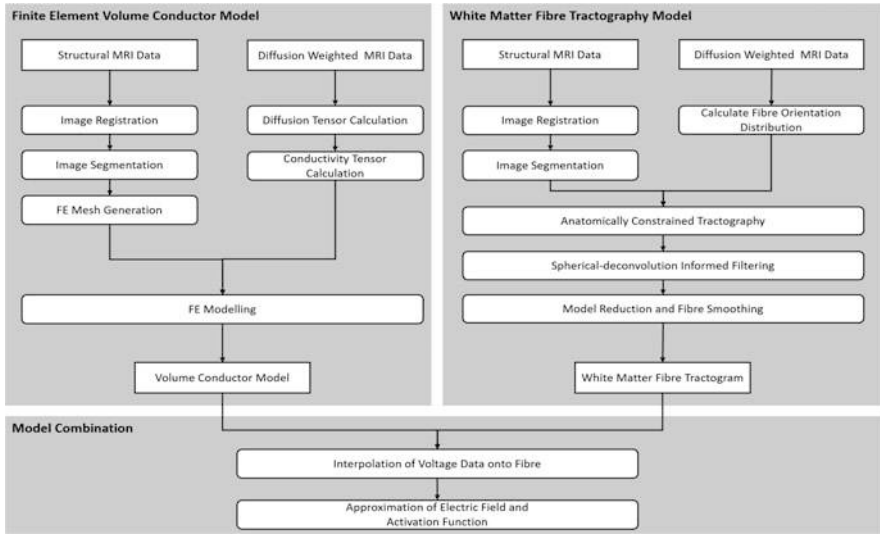 Finite Element Volume Conductor Model
Structural MRI Data
Diffusion Weighted MRI Data
Image Registration
Diffusion Tensor Calculation
Image Segmentation
Conductivity Tensor
Calculation
FE Mesh Generation
FE Modelling
Volume Conductor Model
White Matter Fibre Tractography Model
Structural MRI Data
Diffusion Weighted MRI Data
Image Registration
Calculate Fibre Orientation
Distribution
Image Segmentation
Anatomically Constrained Tractography
Spherical-deconvolution Informed Filtering
Model Reduction and Fibre Smoothing
White Matter Fibre Tractogram
Model Combination
Interpolation of Voltage Data onto Fibre
Approximation of Electric Field and
Activation Function